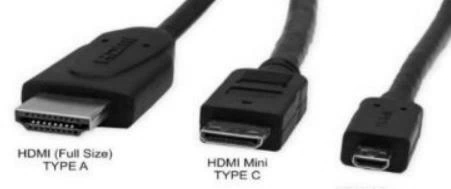 HDMI (Full Size)
TYPE A
HDMI Mini
TYPE C